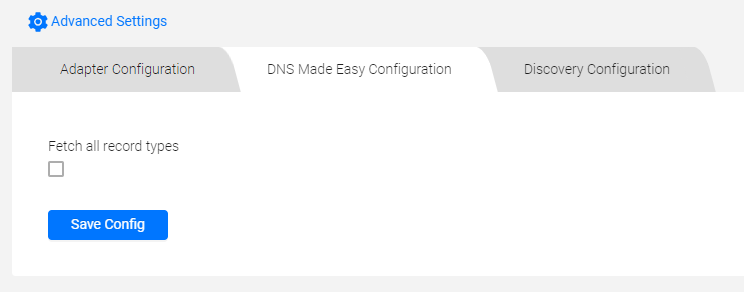 Advanced Settings
Adapter Configuration DNS Made Easy Configuration Discovery Configuration
Fetch all record types
Save Config